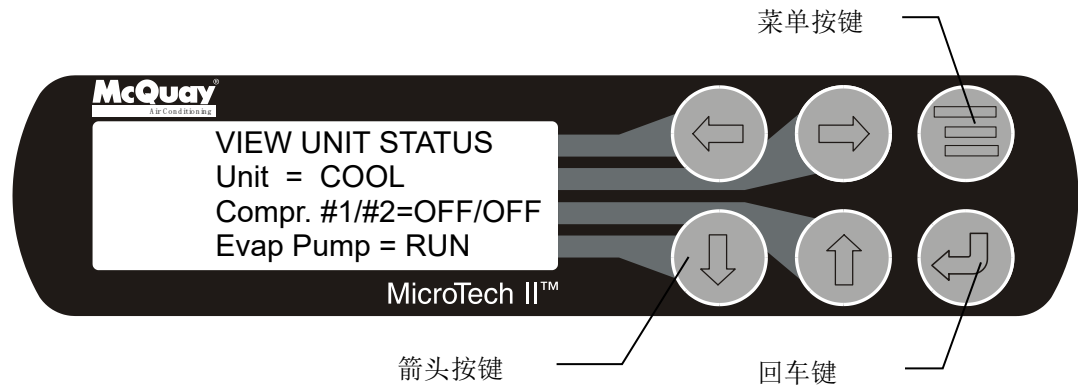 菜单按键
McQuay®
Air Conditioning
VIEW UNIT STATUS
Unit = COOL
Compr. #1/#2=OFF/OFF
Evap Pump = RUN
MicroTech II™
箭头按键
回车键